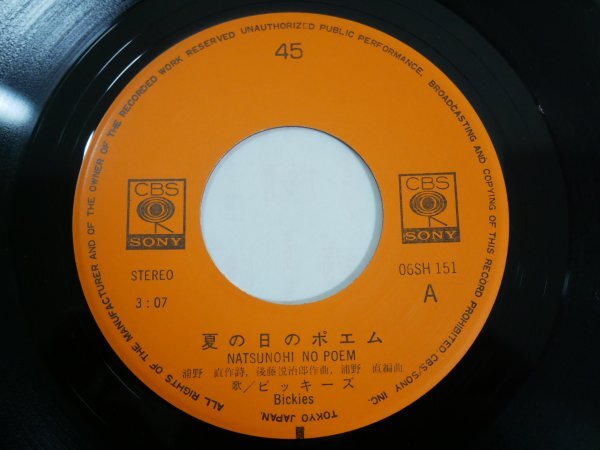 ALL RIGHTS OF THE MANUFACTURER AND OF THE OWNER OF THE RECORDED WORK RESERVED UNAUTHORIZED PUBLIC PERFORMANCE, BROADCASTING AND COPYING OF THIS RECORD PROHIBITED CBS/SONY INC. TOKYO JAPAN.
45
CBS
SONY
CBS
SONY
STEREO
06SH 151
3:07
A
夏の日のポエム
NATSUNOHI NO POEM
浦野 直作詩, 後藤説治郎作曲, 浦野 直編曲
歌／ビッキーズ
Bickies